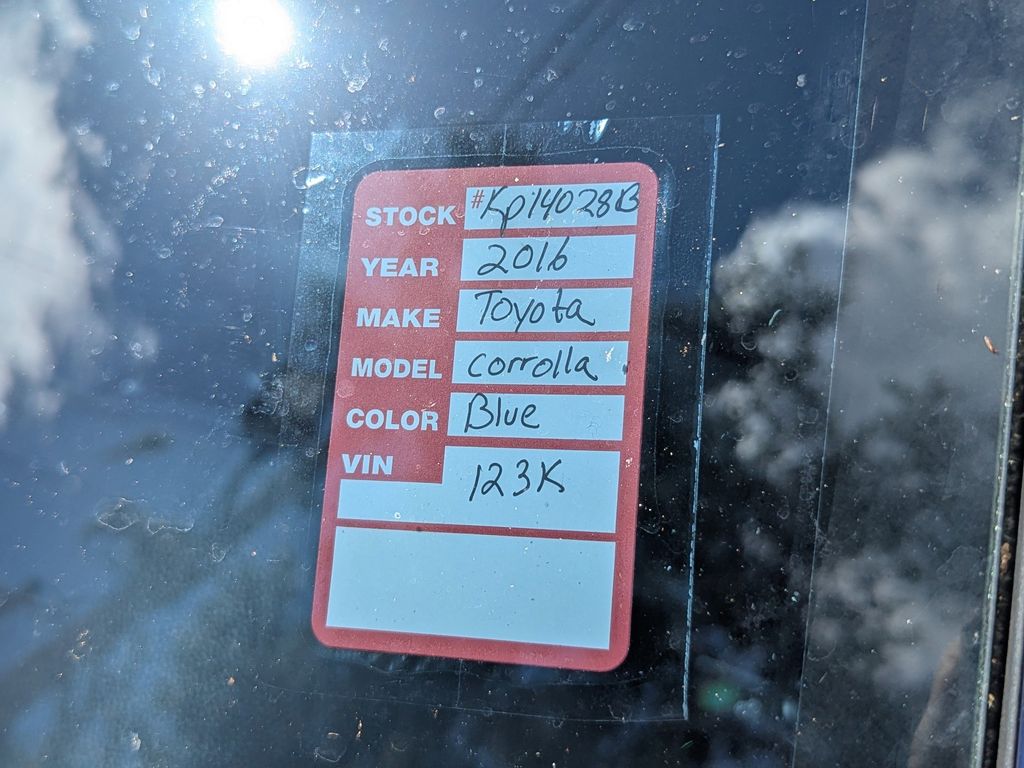 STOCK #Kp14028B
YEAR 2016
MAKE Toyota
MODEL Corrolla
COLOR Blue
VIN 123K